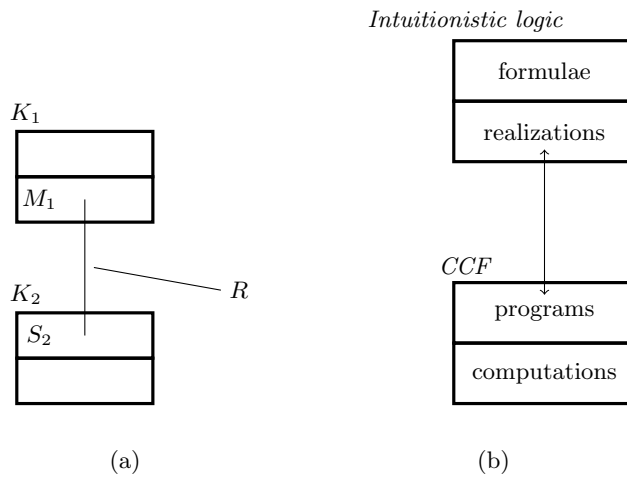 Intuitionistic logic
formulae
realizations
K₁
M₁
R
K₂
S₂
CCF
programs
computations
(a)
(b)